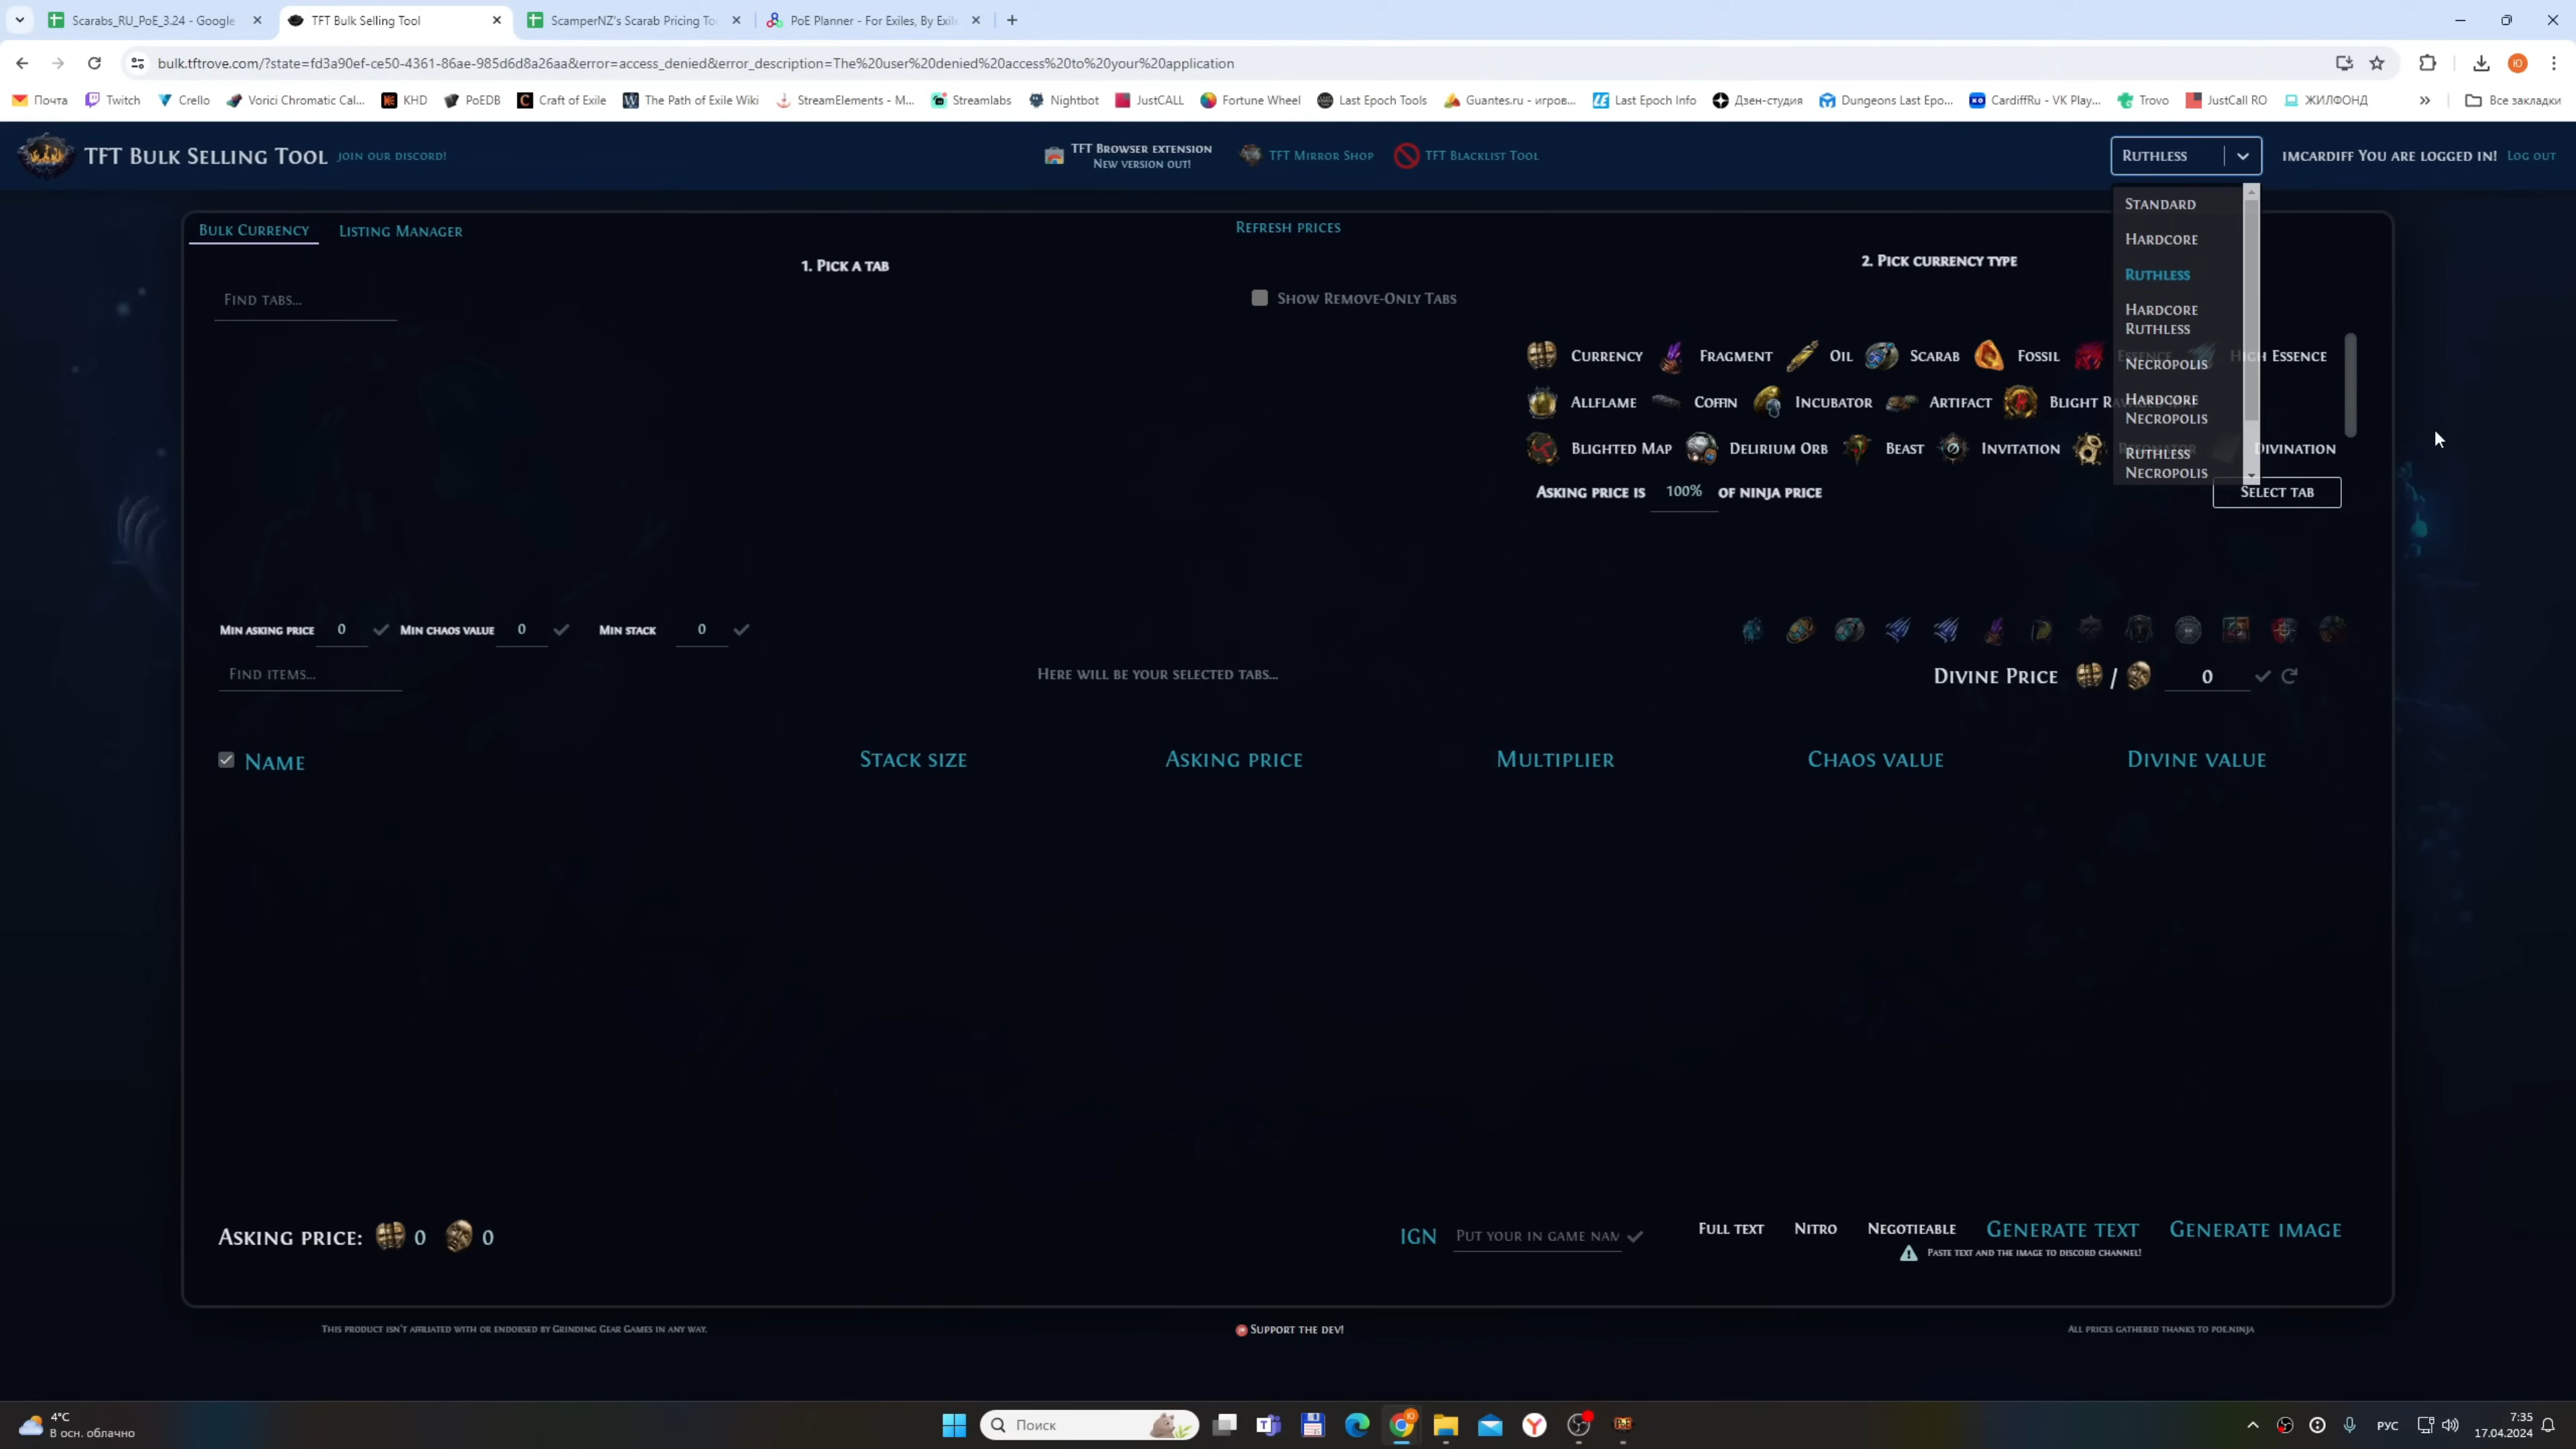 Scarabs_RU_PoE_3.24 - Google
TFT Bulk Selling Tool
ScamperNZ's Scarab Pricing To
PoE Planner - For Exiles, By Exile
bulk.tftrove.com/?state=fd3a90ef-ce50-4361-86ae-985d6d8a26aa&error=access_denied&error_description=The%20user%20denied%20access%20to%20your%20application
Почта Twitch Crello Vorici Chromatic Cal... KHD PoEDB Craft of Exile The Path of Exile Wiki StreamElements - M... Streamlabs Nightbot JustCALL Fortune Wheel Last Epoch Tools Guantes.ru - игров... Last Epoch Info Дзен-студия Dungeons Last Epo... CardiffRu - VK Play... Trovo JustCall RO ЖИЛФОНД » Все закладки
TFT Bulk Selling Tool join our discord!
TFT Browser extension
New version out!
TFT Mirror Shop TFT Blacklist Tool
Ruthless
imcardiff You are logged in! Log out
Standard
Hardcore
Ruthless
Hardcore
Ruthless
Necropolis
Hardcore
Necropolis
Ruthless
Necropolis
Bulk Currency Listing Manager
Refresh prices
1. Pick a tab
2. Pick currency type
Find tabs...
Show Remove-Only Tabs
Currency Fragment Oil Scarab Fossil Essence High Essence
Allflame Coffin Incubator Artifact Blight
Blighted Map Delirium Orb Beast Invitation Resonator Divination
Asking price is 100% of ninja price
Select tab
Min asking price 0 Min chaos value 0 Min stack 0
Find items...
Here will be your selected tabs...
Divine Price / 0
Name Stack size Asking price Multiplier Chaos value Divine value
Asking price: 0 0
IGN Put your in game nam
Full text Nitro Negotieable Generate text Generate image
Paste text and the image to discord channel!
This product isn't affiliated with or endorsed by Grinding Gear Games in any way.
Support the dev!
All prices gathered thanks to poe.ninja
4°C
В осн. облачно
Поиск
РУС
7:35
17.04.2024